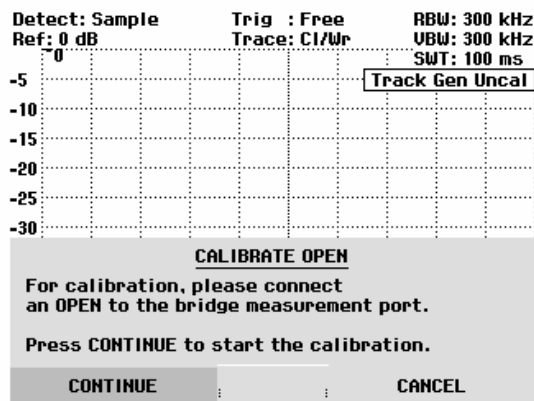 Detect: Sample Trig : Free RBW: 300 kHz
Ref: 0 dB Trace: Cl/Wr VBW: 300 kHz
0 SWT: 100 ms
-5 Track Gen Uncal
-10
-15
-20
-25
-30
CALIBRATE OPEN
For calibration, please connect
an OPEN to the bridge measurement port.
Press CONTINUE to start the calibration.
CONTINUE CANCEL